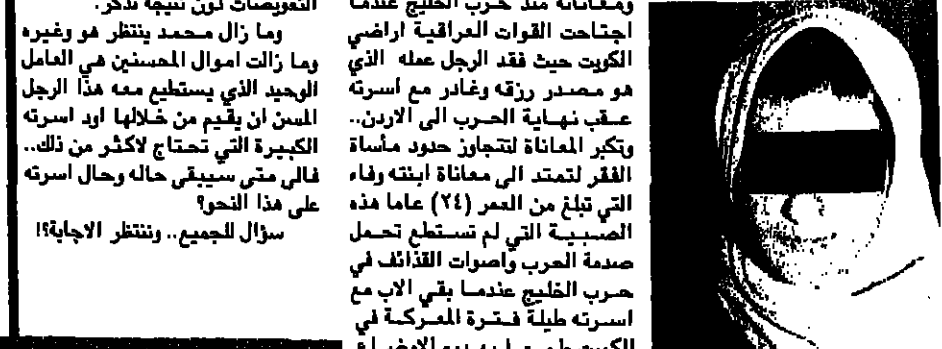 ومعاناته منذ حرب الخليج عندما
اجتاحت القوات العراقية اراضي
الكويت حيث فقد الرجل عمله الذي
هو مصدر رزقه وغادر مع اسرته
عقب نهاية الحرب الى الاردن..
وتكبر المعاناة لتتجاوز حدود مأساة
الفقر لتمتد الى معاناة ابنته وفاء
التي تبلغ من العمر (٢٤) عاما هذه
الصبية التي لم تستطع تحمل
صدمة الحرب واصوات القذائف في
حرب الخليج عندما بقي الاب مع
اسرته طيلة فترة المعركة في
الكويت
التعويضات دون نتيجة تذكر.
وما زال محمد ينتظر هو وغيره
وما زالت اموال المحسنين هي العامل
الوحيد الذي يستطيع معه هذا الرجل
المسن ان يقيم من خلالها اود اسرته
الكبيرة التي تحتاج لاكثر من ذلك..
فالى متى سيبقى حاله وحال اسرته
على هذا النحو؟
سؤال للجميع.. وننتظر الاجابة؟!